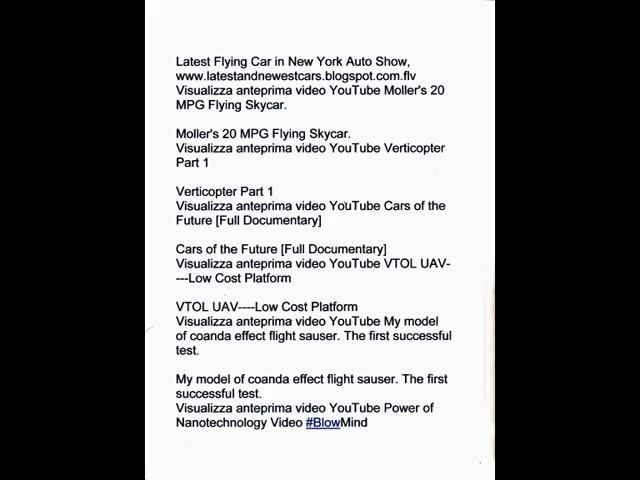 Latest Flying Car in New York Auto Show,
www.latestandnewestcars.blogspot.com.flv
Visualizza anteprima video YouTube Moller's 20
MPG Flying Skycar.
Moller's 20 MPG Flying Skycar.
Visualizza anteprima video YouTube Verticopter
Part 1
Verticopter Part 1
Visualizza anteprima video YouTube Cars of the
Future [Full Documentary]
Cars of the Future [Full Documentary]
Visualizza anteprima video YouTube VTOL UAV-
---Low Cost Platform
VTOL UAV----Low Cost Platform
Visualizza anteprima video YouTube My model
of coanda effect flight sauser. The first successful
test.
My model of coanda effect flight sauser. The first
successful test.
Visualizza anteprima video YouTube Power of
Nanotechnology Video #BlowMind